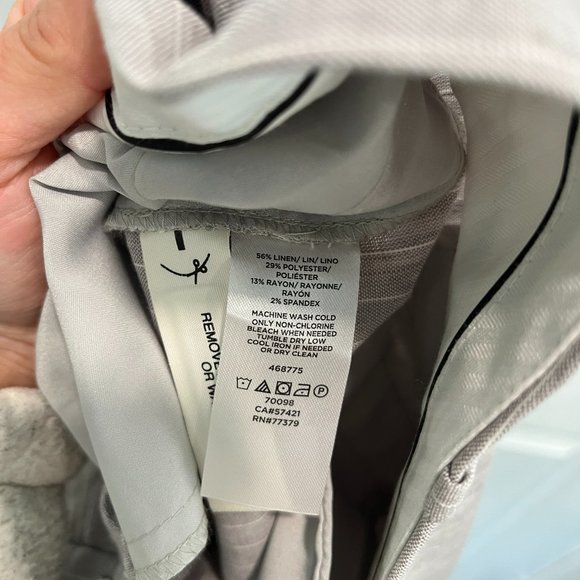 56% LINEN/ LIN/ LINO
29% POLYESTER/
POLIÉSTER
13% RAYON/ RAYONNE/
RAYÓN
2% SPANDEX
MACHINE WASH COLD
ONLY NON-CHLORINE
BLEACH WHEN NEEDED
TUMBLE DRY LOW
COOL IRON IF NEEDED
OR DRY CLEAN
468775
P
70098
CA#57421
RN#77379
REMOVE
OR